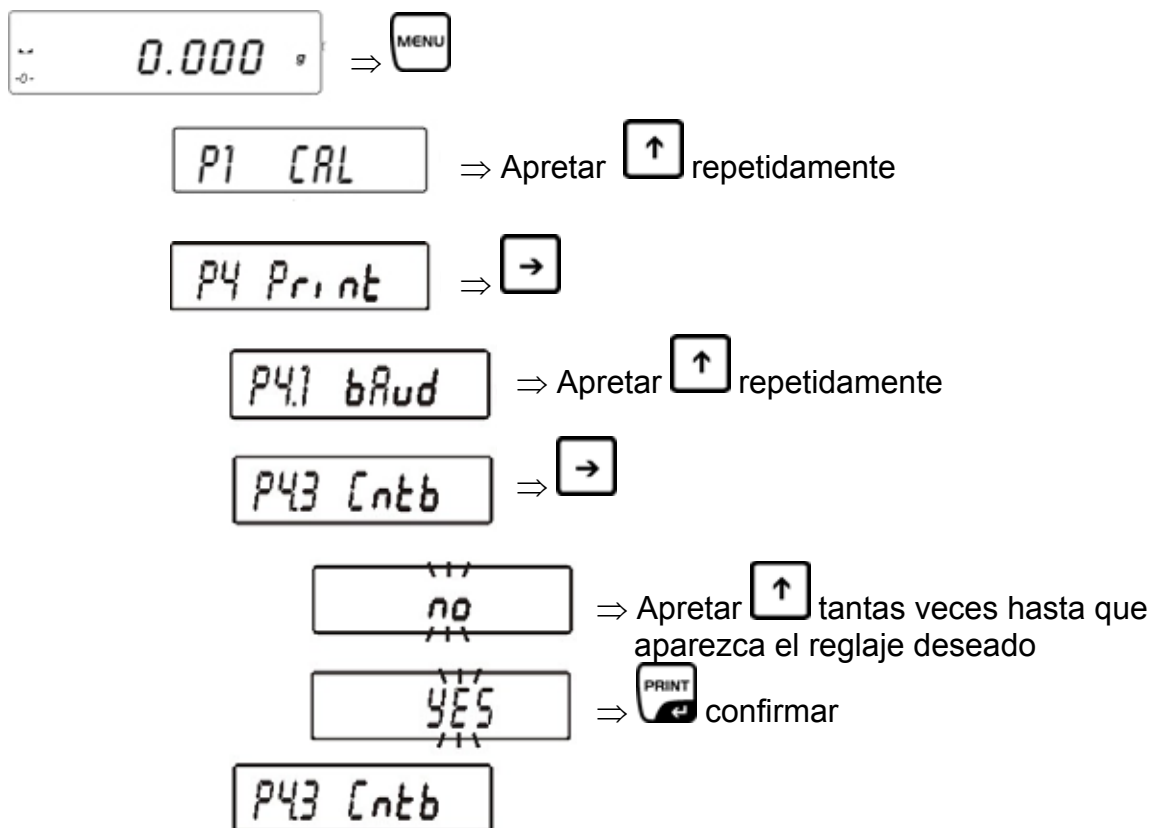 -0- 0.000 g ⇒ MENU
P1 CAL ⇒ Apretar ↑ repetidamente
P4 Print ⇒ →
P4.1 bAud ⇒ Apretar ↑ repetidamente
P4.3 Cntb ⇒ →
no ⇒ Apretar ↑ tantas veces hasta que
aparezca el reglaje deseado
YES ⇒ PRINT ↵ confirmar
P4.3 Cntb